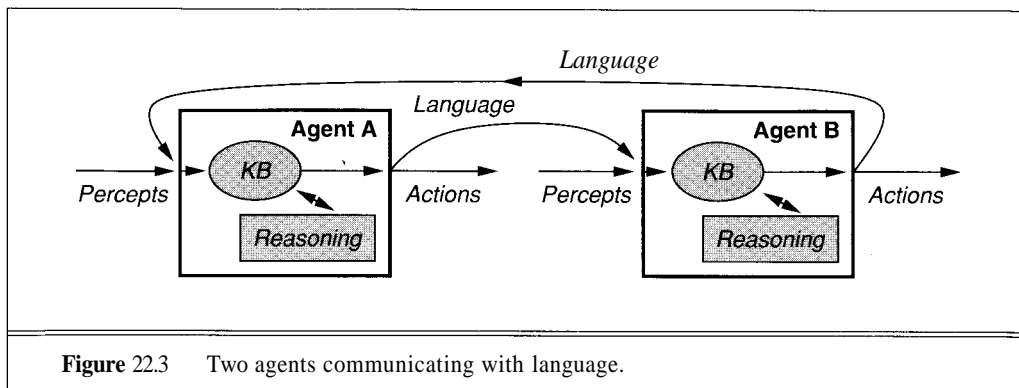 Language
Language
Agent A
Agent B
KB
KB
Percepts
Actions
Percepts
Actions
Reasoning
Reasoning
Figure 22.3 Two agents communicating with language.